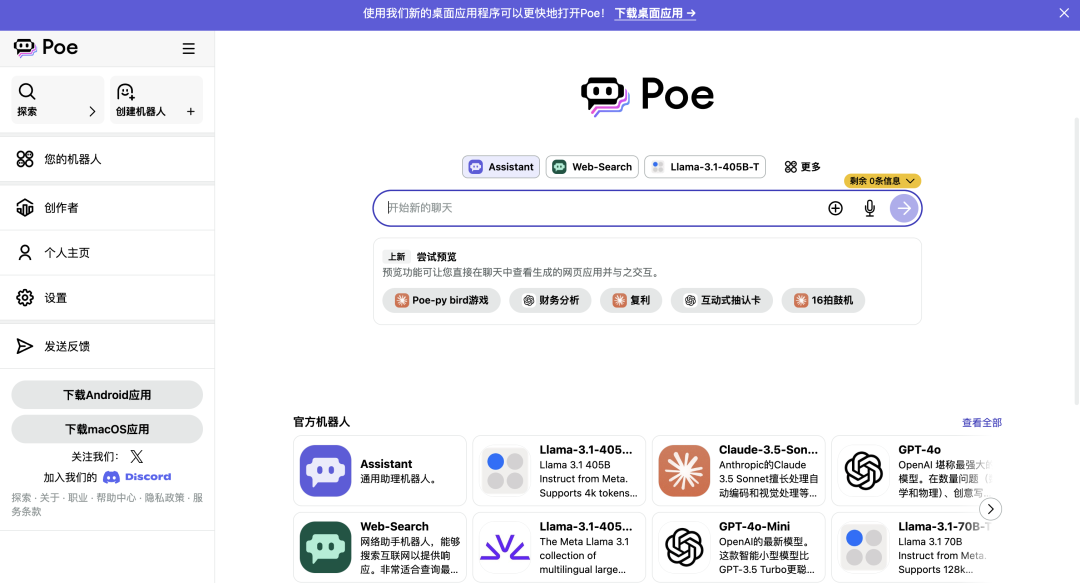 使用我们新的桌面应用程序可以更快地打开Poe！ 下载桌面应用 →
Poe
探索
创建机器人
您的机器人
创作者
个人主页
设置
发送反馈
下载Android应用
下载macOS应用
关注我们：
加入我们的 Discord
探索 · 关于 · 职业 · 帮助中心 · 隐私政策 · 服
务条款
Poe
Assistant
Web-Search
Llama-3.1-405B-T
更多
剩余 0条信息
开始新的聊天
上新 尝试预览
预览功能可让您直接在聊天中查看生成的网页应用并与之交互。
Poe-py bird游戏
财务分析
复利
互动式抽认卡
16拍鼓机
官方机器人
查看全部
Assistant
通用助理机器人。
Llama-3.1-405...
Llama 3.1 405B
Instruct from Meta.
Supports 4k tokens...
Claude-3.5-Son...
Anthropic的Claude
3.5 Sonnet擅长处理自
动编码和视觉处理等...
GPT-4o
OpenAI 堪称最强大的
模型。在数量问题（
学和物理）、创意写...
Web-Search
网络助手机器人，能够
搜索互联网以提供响
应。非常适合查询最...
Llama-3.1-405...
The Meta Llama 3.1
collection of
multilingual large...
GPT-4o-Mini
OpenAI的最新模型。
这款智能小型模型比
GPT-3.5 Turbo更聪...
Llama-3.1-70B-T
Llama 3.1 70B
Instruct from Meta.
Supports 128k...